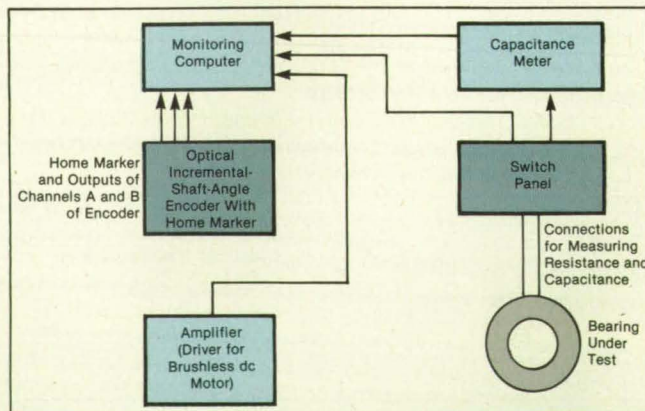 Monitoring
Computer
Capacitance
Meter
Home Marker
and Outputs of
Channels A and B
of Encoder
Optical
Incremental-
Shaft-Angle
Encoder With
Home Marker
Switch
Panel
Connections
for Measuring
Resistance and
Capacitance
Amplifier
(Driver for
Brushless dc
Motor)
Bearing
Under
Test